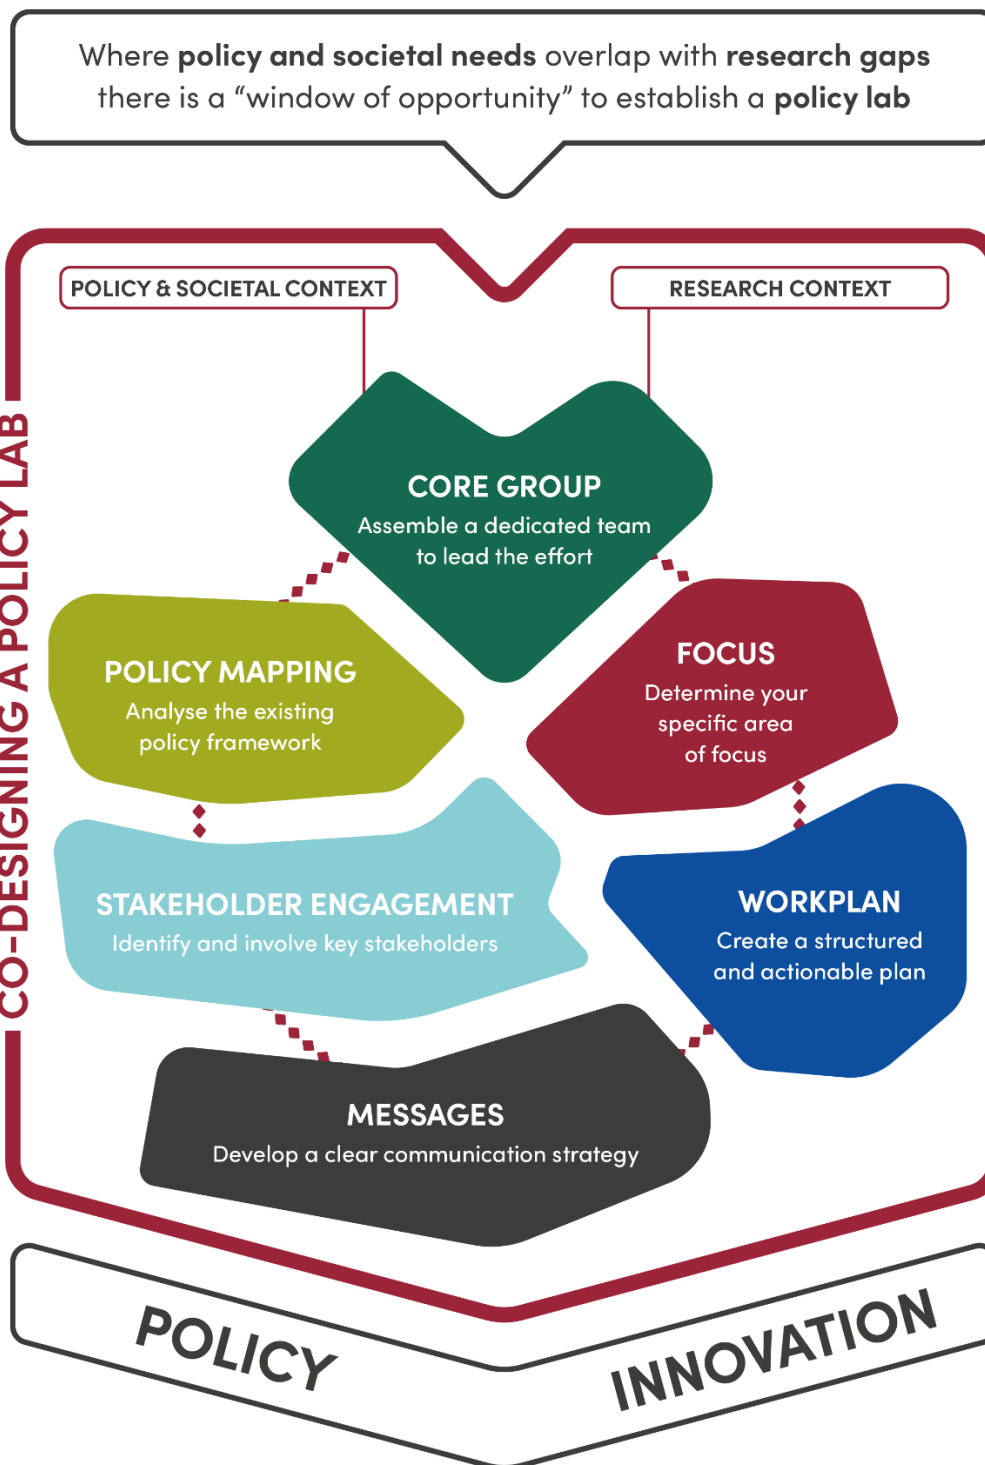 Where policy and societal needs overlap with research gaps
there is a “window of opportunity” to establish a policy lab
POLICY & SOCIETAL CONTEXT
RESEARCH CONTEXT
CO-DESIGNING A POLICY LAB
CORE GROUP
Assemble a dedicated team
to lead the effort
POLICY MAPPING
Analyse the existing
policy framework
FOCUS
Determine your
specific area
of focus
STAKEHOLDER ENGAGEMENT
Identify and involve key stakeholders
WORKPLAN
Create a structured
and actionable plan
MESSAGES
Develop a clear communication strategy
POLICY
INNOVATION